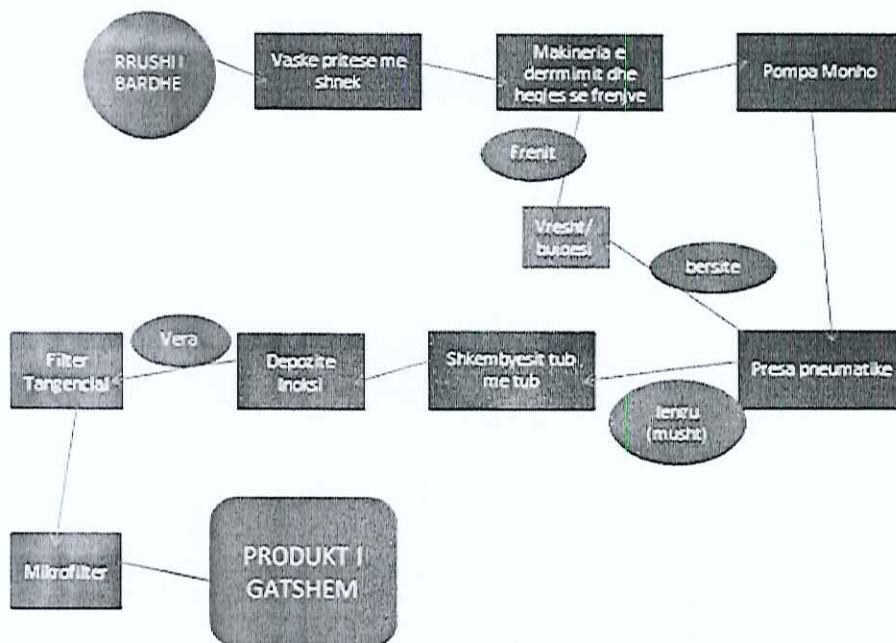 RRUSHI I
BARDHE
Vaske pritese me
shnek
Makineria e
derrmimit dhe
heqjes se frenjve
Pompa Monho
Frenit
Vresht/
bujqesi
bersite
Vera
Filter
Tangencial
Depozite
Inoksi
Shkembyesit tub
me tub
Presa pneumatike
lengu
(musht)
Mikrofilter
PRODUKT I
GATSHEM